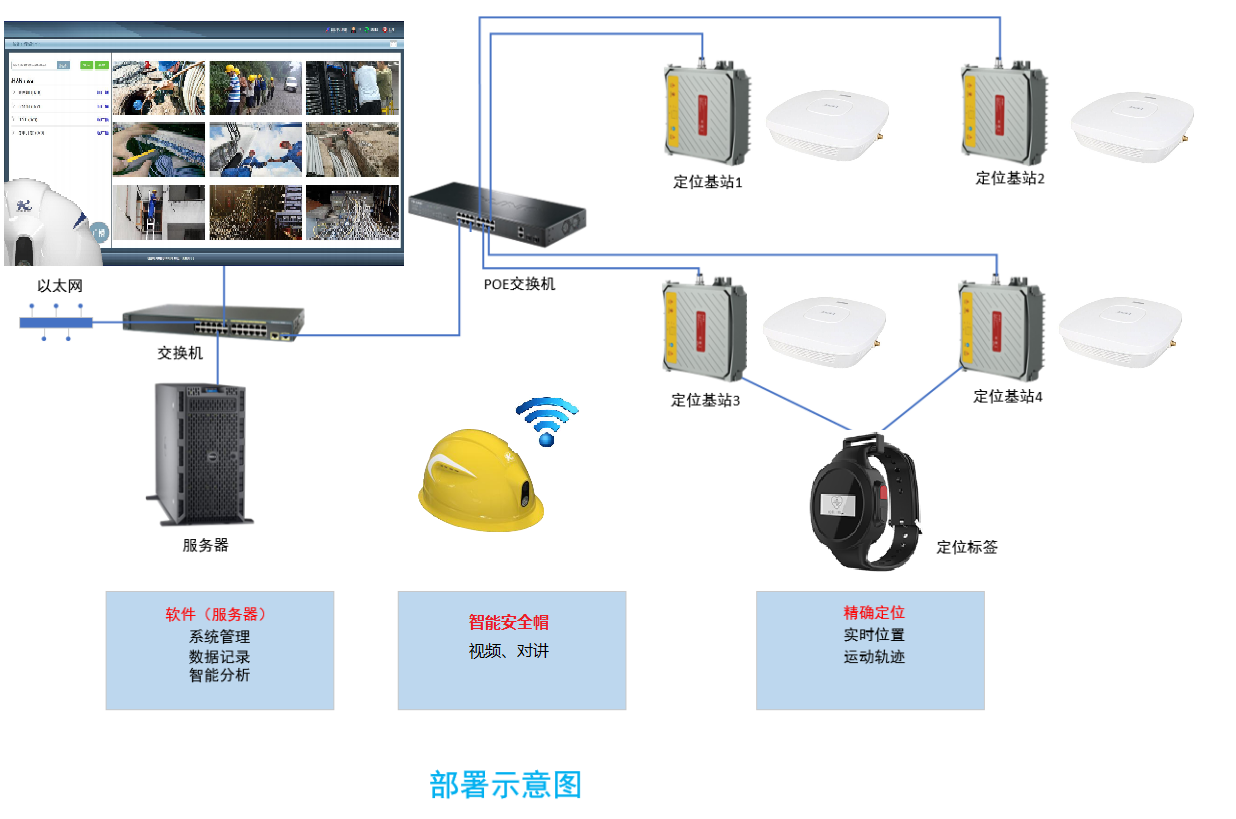 定位基站1
定位基站2
以太网
POE交换机
交换机
定位基站3
定位基站4
服务器
定位标签
软件（服务器）
系统管理
数据记录
智能分析
智能安全帽
视频、对讲
精确定位
实时位置
运动轨迹
部署示意图